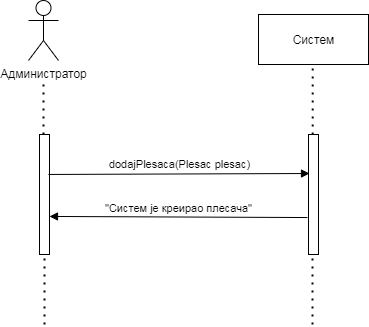 Систем
Администратор
dodajPlesaca(Plesac plesac)
"Систем је креирао плесача"